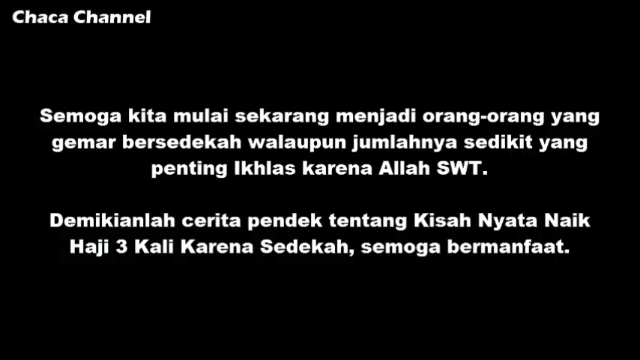 Chaca Channel
Semoga kita mulai sekarang menjadi orang-orang yang
gemar bersedekah walaupun jumlahnya sedikit yang
penting Ikhlas karena Allah SWT.
Demikianlah cerita pendek tentang Kisah Nyata Naik
Haji 3 Kali Karena Sedekah, semoga bermanfaat.